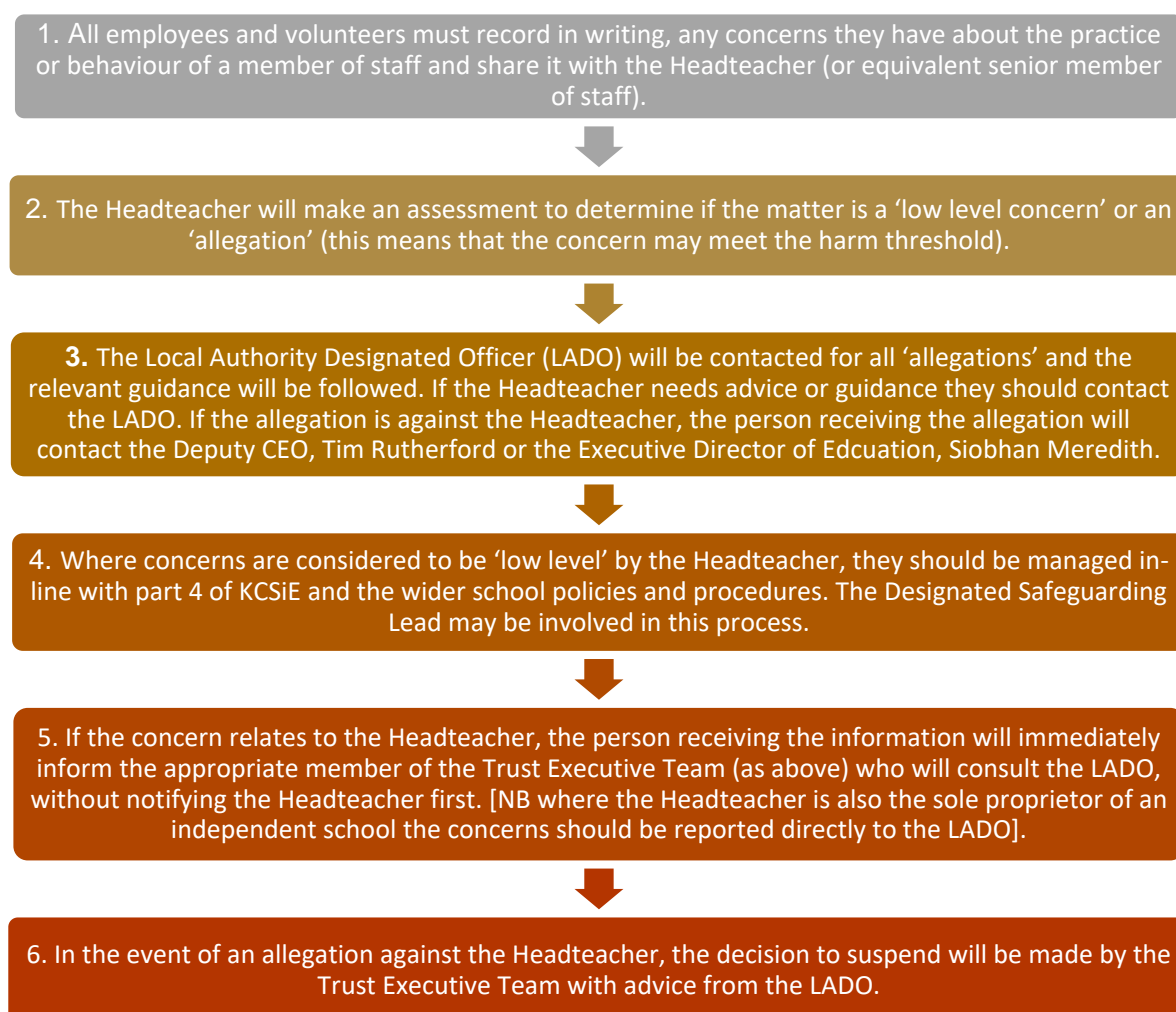 1. All employees and volunteers must record in writing, any concerns they have about the practice
or behaviour of a member of staff and share it with the Headteacher (or equivalent senior member
of staff).
2. The Headteacher will make an assessment to determine if the matter is a ‘low level concern’ or an
‘allegation’ (this means that the concern may meet the harm threshold).
3. The Local Authority Designated Officer (LADO) will be contacted for all ‘allegations’ and the
relevant guidance will be followed. If the Headteacher needs advice or guidance they should contact
the LADO. If the allegation is against the Headteacher, the person receiving the allegation will
contact the Deputy CEO, Tim Rutherford or the Executive Director of Edcuation, Siobhan Meredith.
4. Where concerns are considered to be ‘low level’ by the Headteacher, they should be managed in-
line with part 4 of KCSiE and the wider school policies and procedures. The Designated Safeguarding
Lead may be involved in this process.
5. If the concern relates to the Headteacher, the person receiving the information will immediately
inform the appropriate member of the Trust Executive Team (as above) who will consult the LADO,
without notifying the Headteacher first. [NB where the Headteacher is also the sole proprietor of an
independent school the concerns should be reported directly to the LADO].
6. In the event of an allegation against the Headteacher, the decision to suspend will be made by the
Trust Executive Team with advice from the LADO.